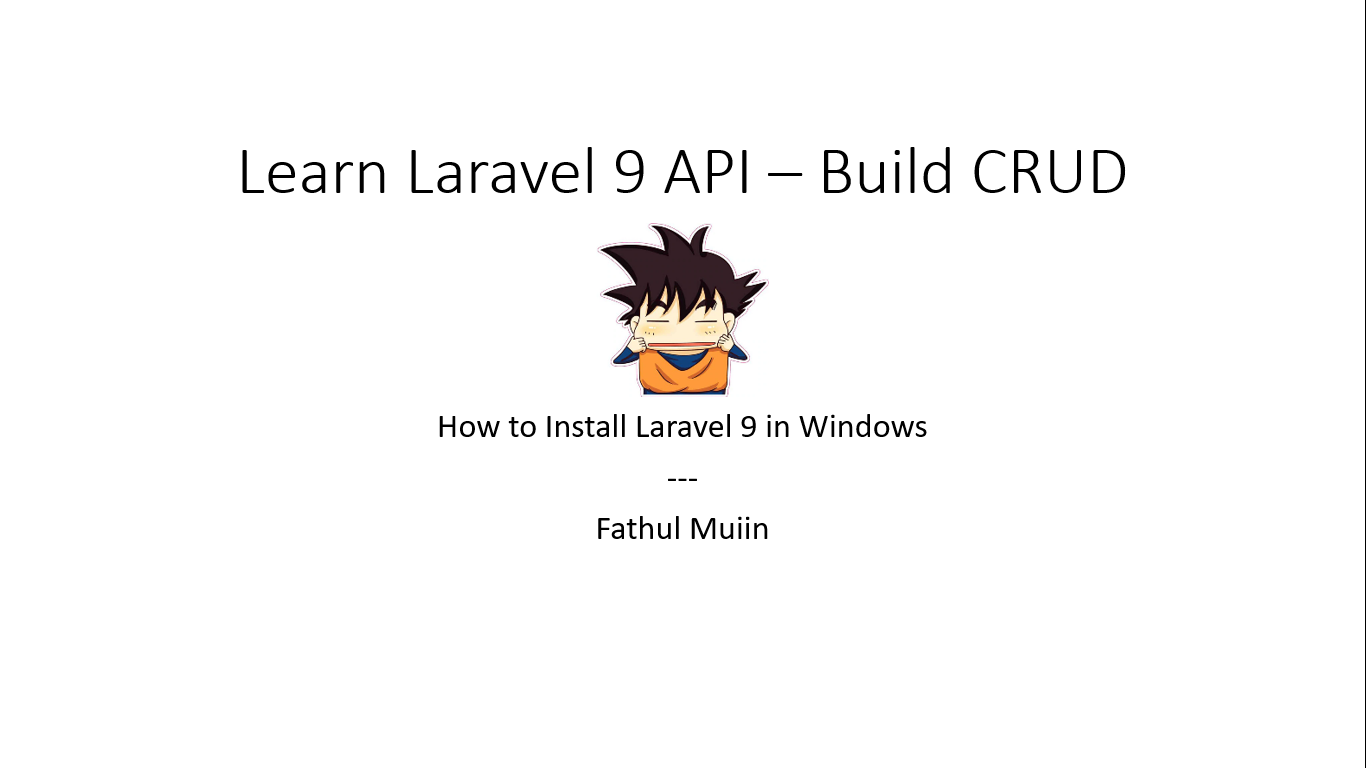 Learn Laravel 9 API – Build CRUD
How to Install Laravel 9 in Windows
---
Fathul Muiin